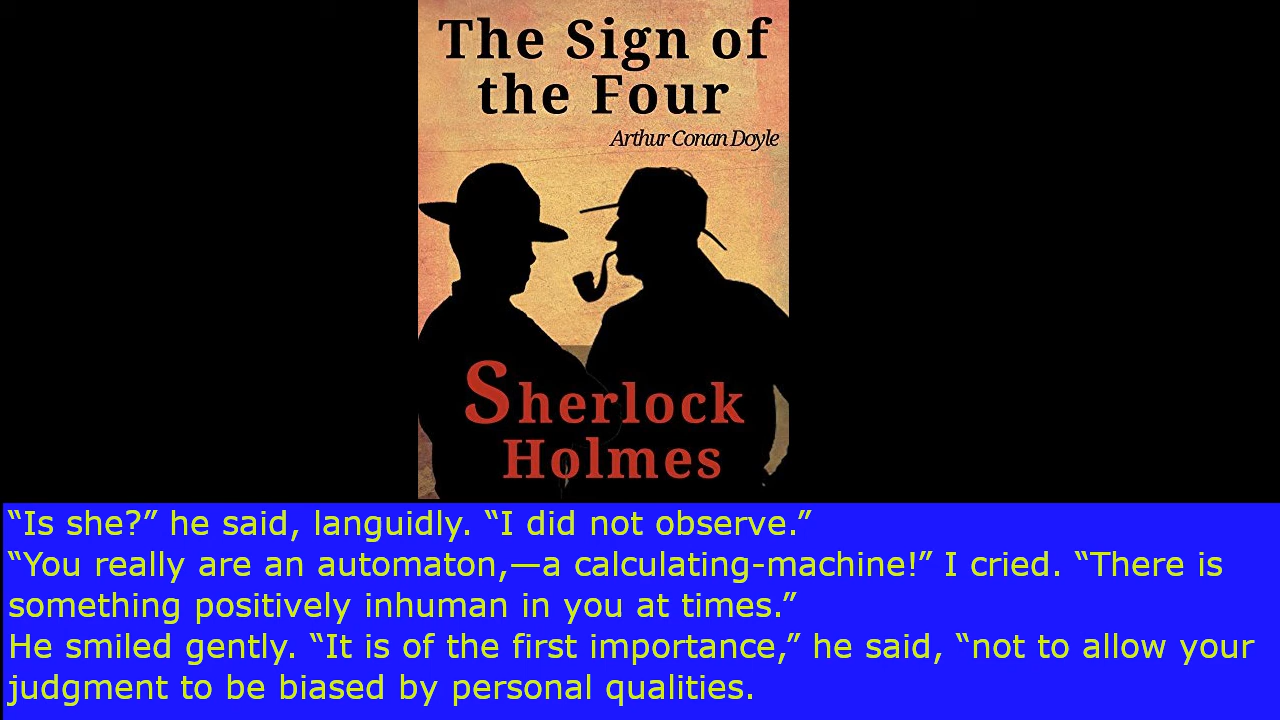 The Sign of
the Four
Arthur Conan Doyle
Sherlock
Holmes
“Is she?” he said, languidly. “I did not observe.”
“You really are an automaton,—a calculating-machine!” I cried. “There is
something positively inhuman in you at times.”
He smiled gently. “It is of the first importance,” he said, “not to allow your
judgment to be biased by personal qualities.